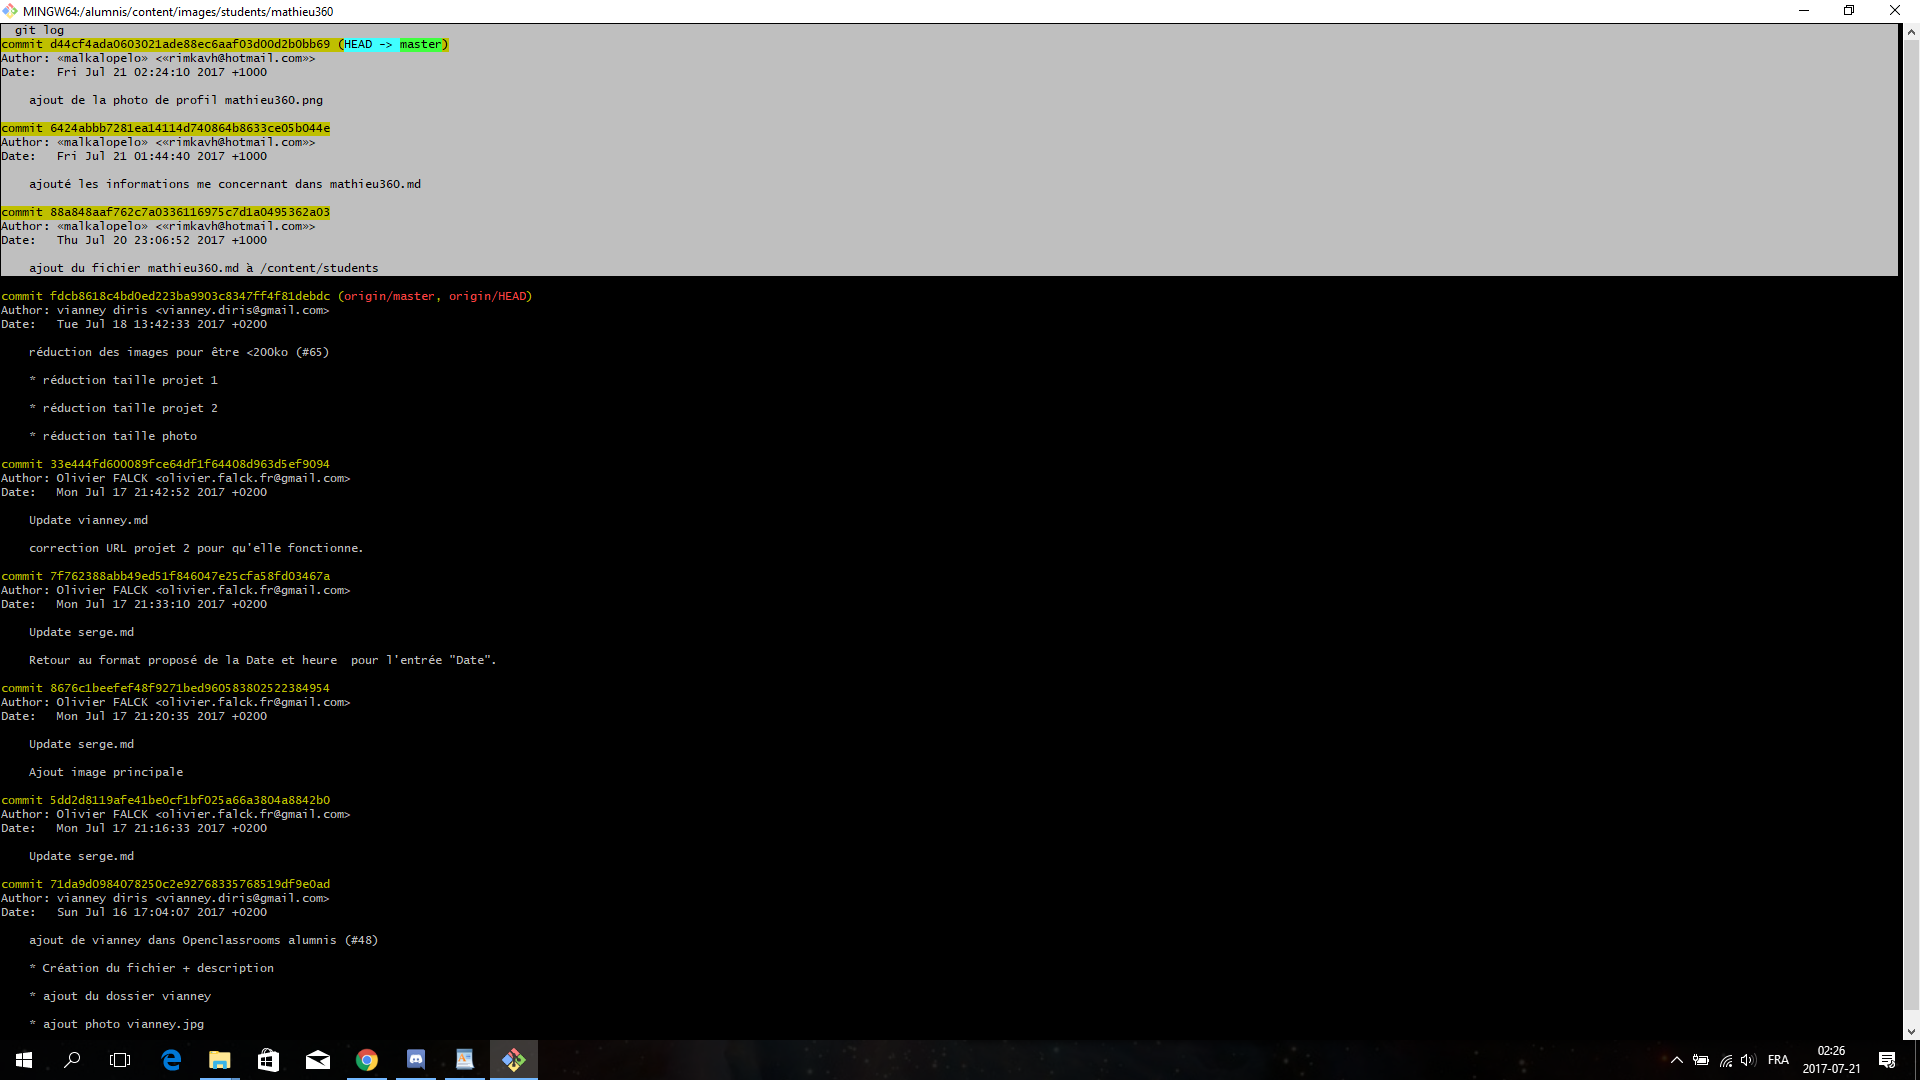 MINGW64:/alumnis/content/images/students/mathieu360
git log
commit d44cf4ada0603021ade88ec6aaf03d00d2b0bb69 (HEAD -> master)
Author: «malkalopelo» <«rimkavh@hotmail.com»>
Date:   Fri Jul 21 02:24:10 2017 +1000
ajout de la photo de profil mathieu360.png
commit 6424abbb7281ea14114d740864b8633ce05b044e
Author: «malkalopelo» <«rimkavh@hotmail.com»>
Date:   Fri Jul 21 01:44:40 2017 +1000
ajouté les informations me concernant dans mathieu360.md
commit 88a848aaf762c7a0336116975c7d1a0495362a03
Author: «malkalopelo» <«rimkavh@hotmail.com»>
Date:   Thu Jul 20 23:06:52 2017 +1000
ajout du fichier mathieu360.md à /content/students
commit fdcb8618c4bd0ed223ba9903c8347ff4f81debdc (origin/master, origin/HEAD)
Author: vianney diris <vianney.diris@gmail.com>
Date:   Tue Jul 18 13:42:33 2017 +0200
réduction des images pour être <200ko (#65)
* réduction taille projet 1
* réduction taille projet 2
* réduction taille photo
commit 33e444fd600089fce64df1f64408d963d5ef9094
Author: Olivier FALCK <olivier.falck.fr@gmail.com>
Date:   Mon Jul 17 21:42:52 2017 +0200
Update vianney.md
correction URL projet 2 pour qu'elle fonctionne.
commit 7f762388abb49ed51f846047e25cfa58fd03467a
Author: Olivier FALCK <olivier.falck.fr@gmail.com>
Date:   Mon Jul 17 21:33:10 2017 +0200
Update serge.md
Retour au format proposé de la Date et heure  pour l'entrée "Date".
commit 8676c1beefef48f9271bed960583802522384954
Author: Olivier FALCK <olivier.falck.fr@gmail.com>
Date:   Mon Jul 17 21:20:35 2017 +0200
Update serge.md
Ajout image principale
commit 5dd2d8119afe41be0cf1bf025a66a3804a8842b0
Author: Olivier FALCK <olivier.falck.fr@gmail.com>
Date:   Mon Jul 17 21:16:33 2017 +0200
Update serge.md
commit 71da9d0984078250c2e92768335768519df9e0ad
Author: vianney diris <vianney.diris@gmail.com>
Date:   Sun Jul 16 17:04:07 2017 +0200
ajout de vianney dans Openclassrooms alumnis (#48)
* Création du fichier + description
* ajout du dossier vianney
* ajout photo vianney.jpg
FRA
02:26
2017-07-21